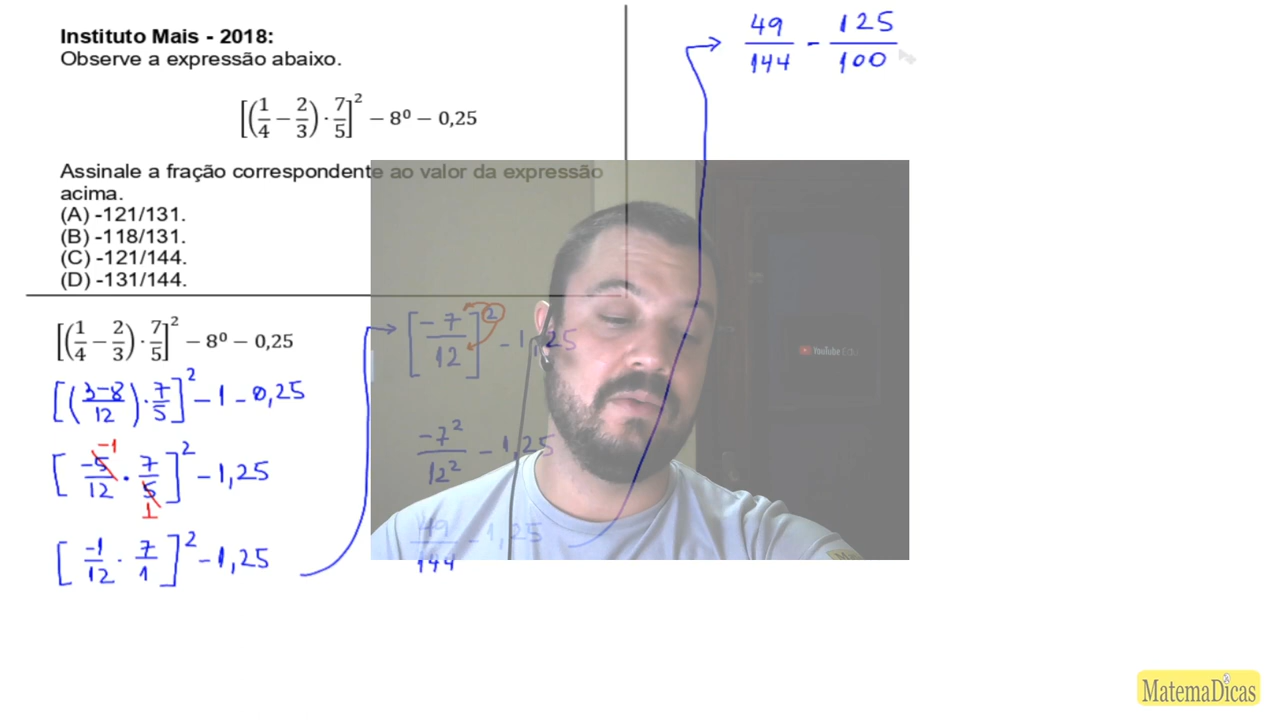 Instituto Mais - 2018:
Observe a expressão abaixo.
[(1/4 − 2/3) · 7/5]² − 8⁰ − 0,25
Assinale a fração correspondente ao valor da expressão
acima.
(A) -121/131.
(B) -118/131.
(C) -121/144.
(D) -131/144.
[(1/4 − 2/3) · 7/5]² − 8⁰ − 0,25
[(3-8/12) · 7/5]² - 1 - 0,25
[-5/12 · 7/5]² - 1,25
-1
1
[-1/12 · 7/1]² - 1,25
[-7/12]² - 1,25
-7²/12² - 1,25
49/144 - 1,25
49/144 - 125/100
YouTube Edu
MatemaDicas